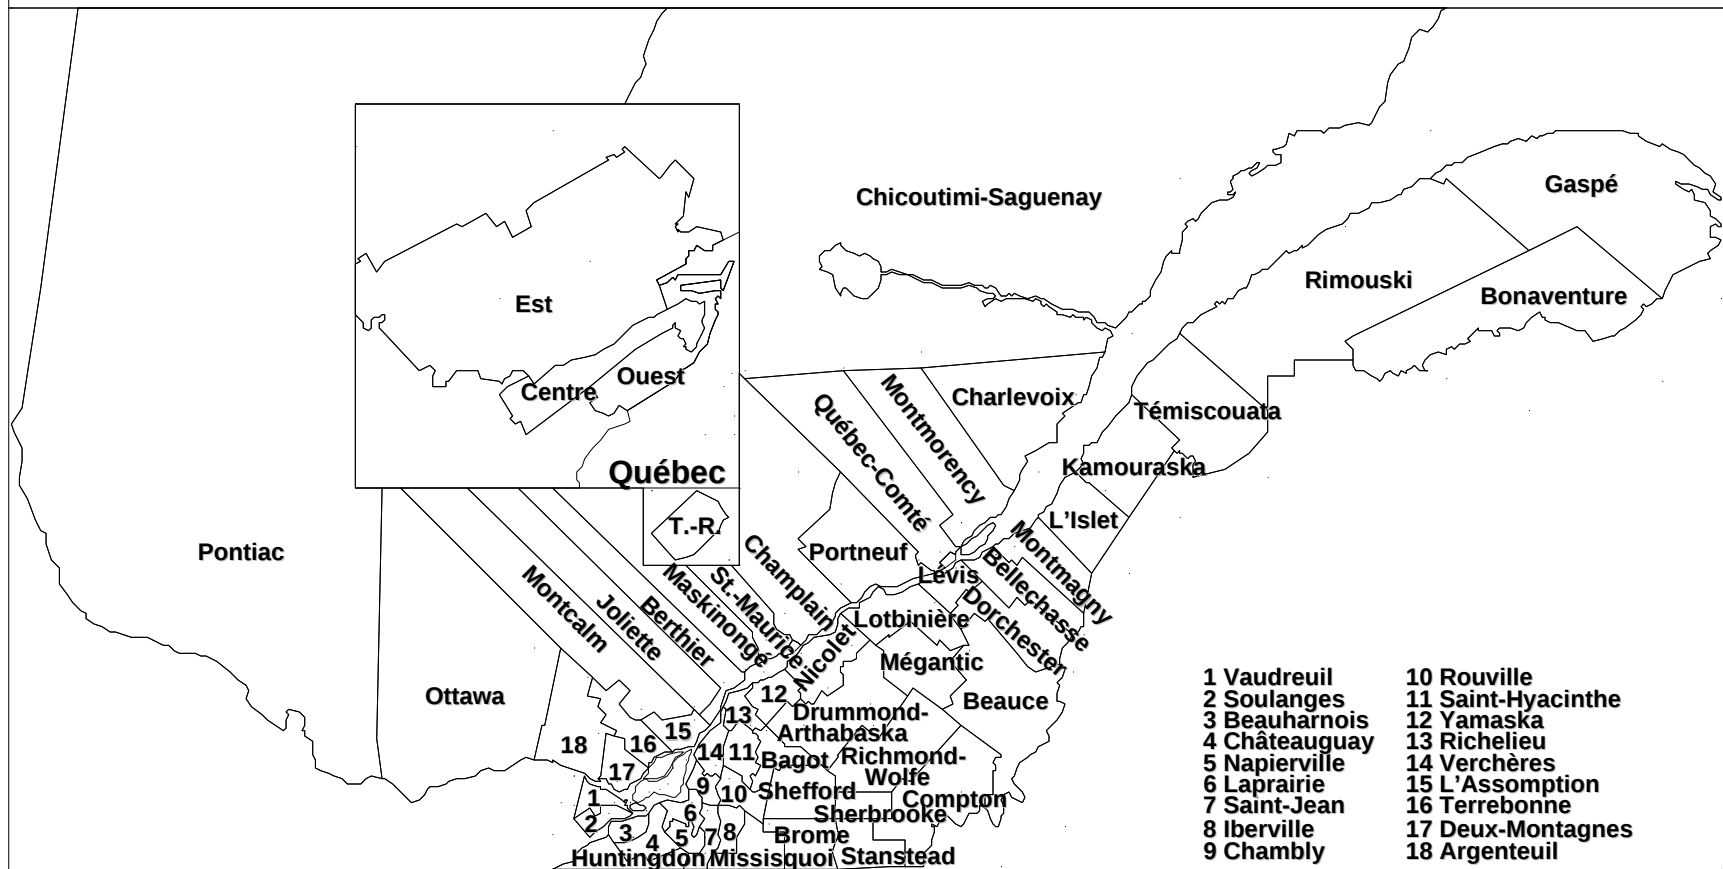 Chicoutimi-Saguenay
Gaspé
Rimouski
Bonaventure
Est
Centre
Ouest
Québec
Charlevoix
Montmorency
Québec-Comté
Témiscouata
Kamouraska
L'Islet
Montmagny
Bellechasse
Dorchester
Lévis
Portneuf
T.-R.
Champlain
St.-Maurice
Maskinongé
Berthier
Joliette
Montcalm
Pontiac
Ottawa
Lotbinière
Nicolet
Mégantic
Beauce
Drummond-
Arthabaska
Richmond-
Wolfe
Bagot
Shefford
Compton
Sherbrooke
Brome
Stanstead
Missisquoi
Huntingdon
12
13
15
14
11
16
18
17
9
10
1
6
2
3
4
5
7
8
1 Vaudreuil
2 Soulanges
3 Beauharnois
4 Châteauguay
5 Napierville
6 Laprairie
7 Saint-Jean
8 Iberville
9 Chambly
10 Rouville
11 Saint-Hyacinthe
12 Yamaska
13 Richelieu
14 Verchères
15 L'Assomption
16 Terrebonne
17 Deux-Montagnes
18 Argenteuil